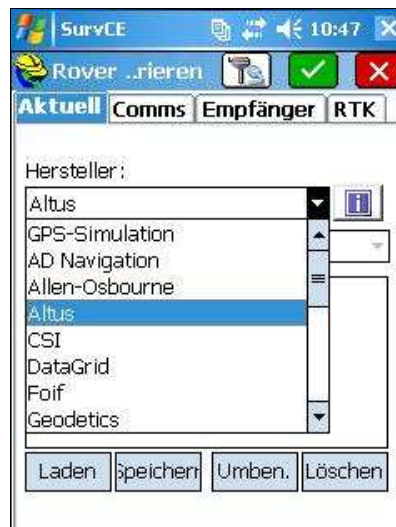 SurvCE 10:47
Rover ..rieren
Aktuell Comms Empfänger RTK
Hersteller:
Altus
GPS-Simulation
AD Navigation
Allen-Osbourne
Altus
CSI
DataGrid
Foif
Geodetics
Laden Speichern Umben. Löschen